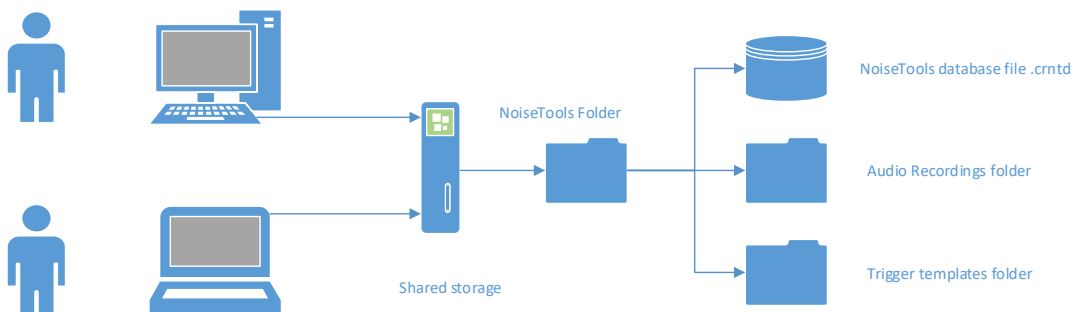 NoiseTools database file .crntd
NoiseTools Folder
Audio Recordings folder
Shared storage
Trigger templates folder